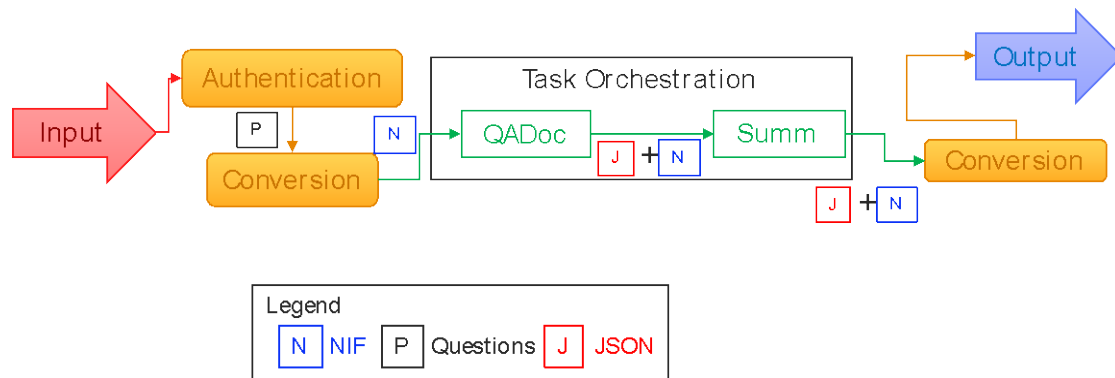 Input
Authentication
P
Conversion
N
Task Orchestration
QADoc
J + N
Summ
J + N
Conversion
Output
Legend
N NIF P Questions J JSON